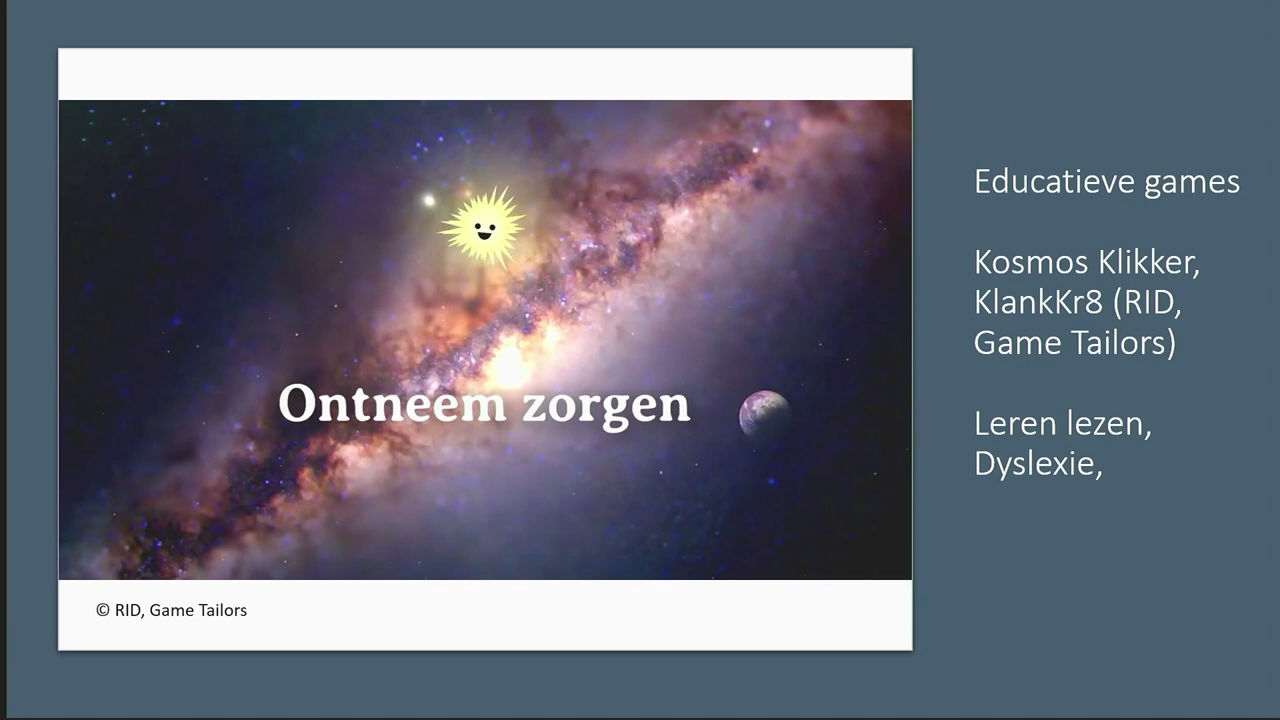 Ontneem zorgen
© RID, Game Tailors
Educatieve games
Kosmos Klikker,
KlankKr8 (RID,
Game Tailors)
Leren lezen,
Dyslexie,